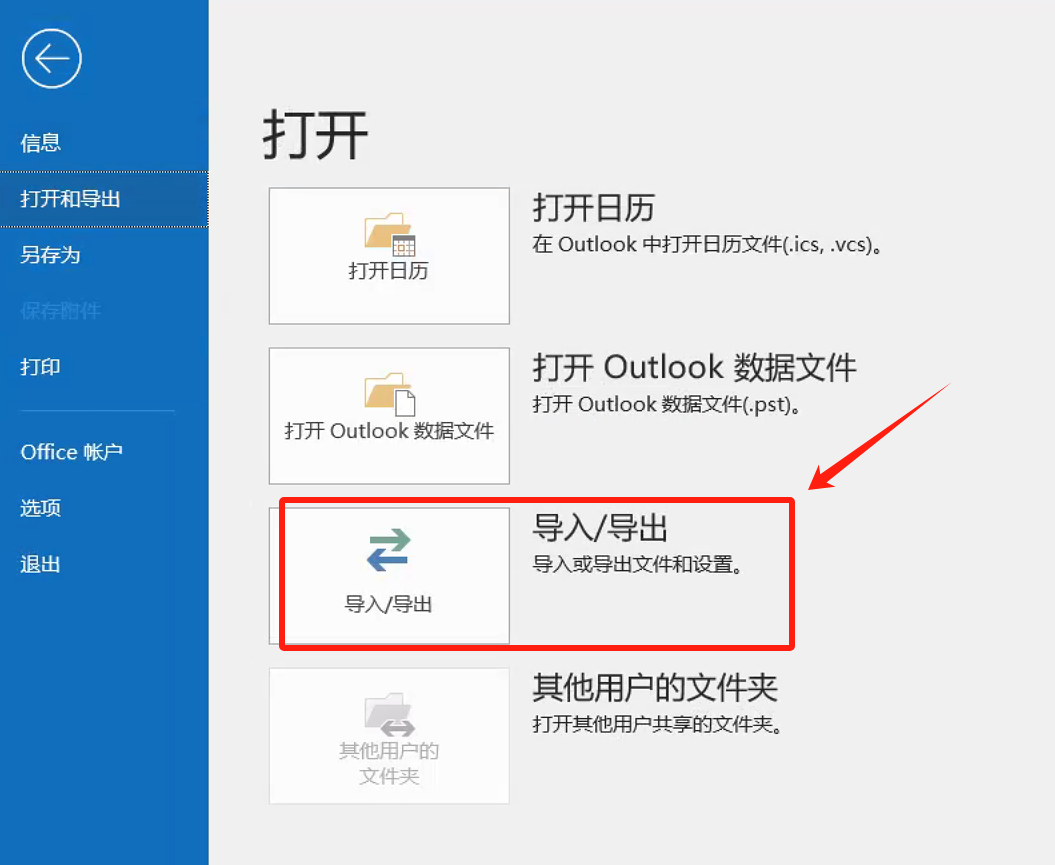 信息
打开和导出
另存为
保存附件
打印
Office 帐户
选项
退出
打开
打开日历
打开日历
在 Outlook 中打开日历文件(.ics, .vcs)。
打开 Outlook 数据文件
打开 Outlook 数据文件
打开 Outlook 数据文件(.pst)。
导入/导出
导入/导出
导入或导出文件和设置。
其他用户的
文件夹
其他用户的文件夹
打开其他用户共享的文件夹。